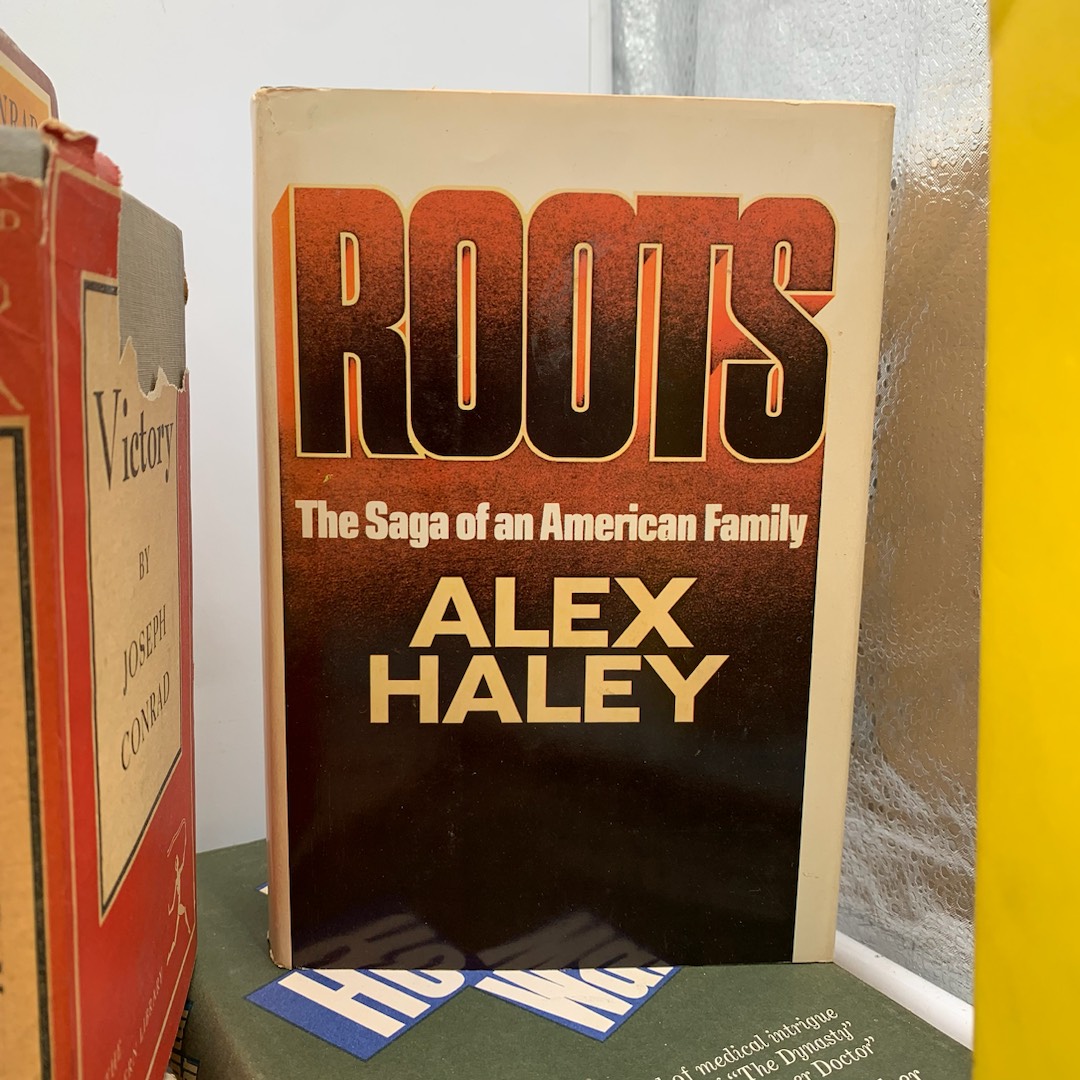 ROOTS
The Saga of an American Family
ALEX
HALEY
Victory
BY
JOSEPH
CONRAD
of medical intrigue
"The Dynasty"
Doctor"